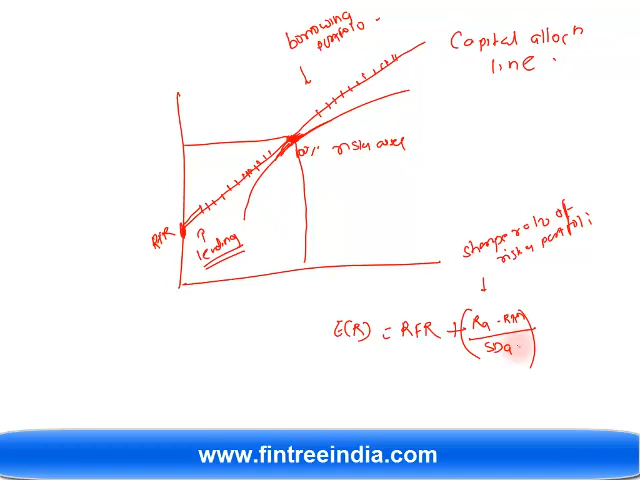 borrowing
portfolio
Capital allocn
line
100% risky asset
RFR
lending
sharpe ratio of
risky portfoli
E(R) = RFR + (Ra - RFR / SDa)
www.fintreeindia.com